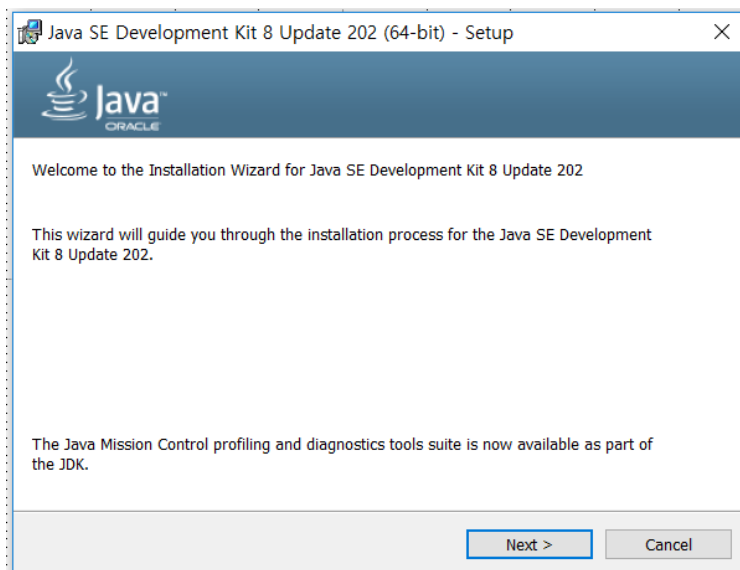 Java SE Development Kit 8 Update 202 (64-bit) - Setup
Java™
ORACLE
Welcome to the Installation Wizard for Java SE Development Kit 8 Update 202
This wizard will guide you through the installation process for the Java SE Development
Kit 8 Update 202.
The Java Mission Control profiling and diagnostics tools suite is now available as part of
the JDK.
Next >
Cancel